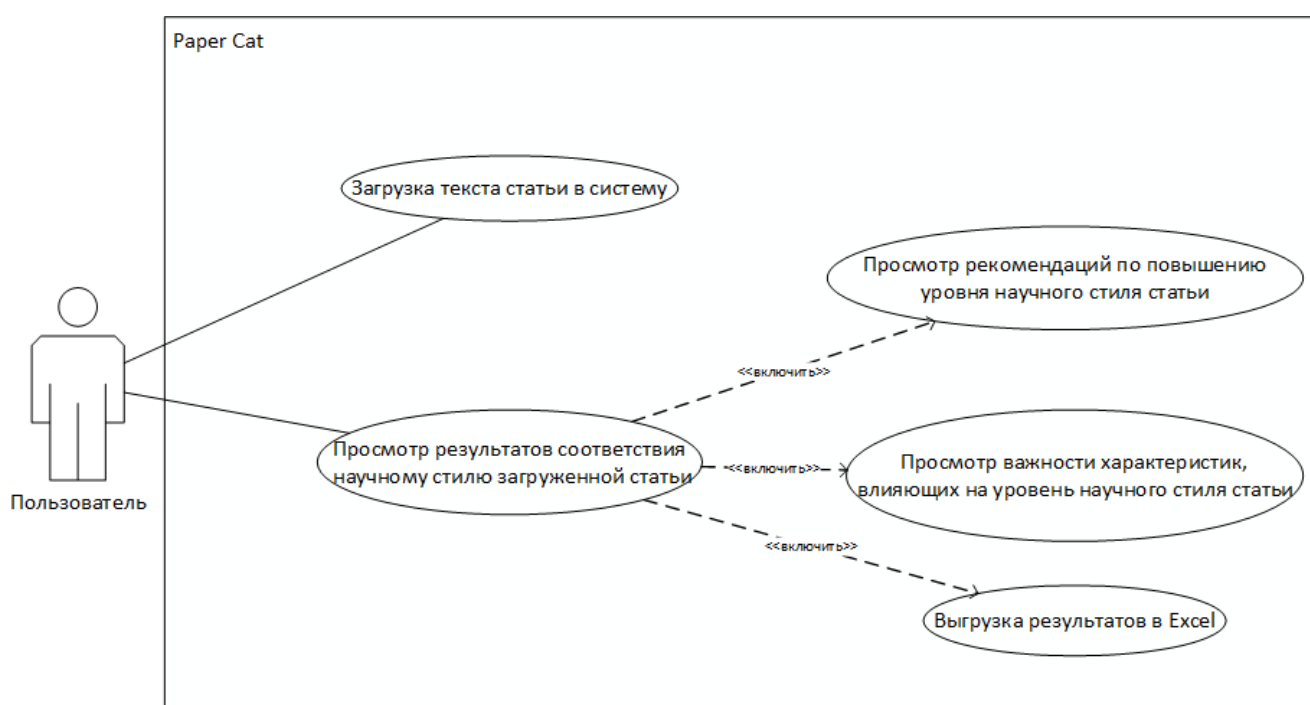 Paper Cat
Загрузка текста статьи в систему
Просмотр рекомендаций по повышению
уровня научного стиля статьи
<<включить>>
Просмотр результатов соответствия
научному стилю загруженной статьи
<<включить>>
Просмотр важности характеристик,
влияющих на уровень научного стиля статьи
Пользователь
<<включить>>
Выгрузка результатов в Excel